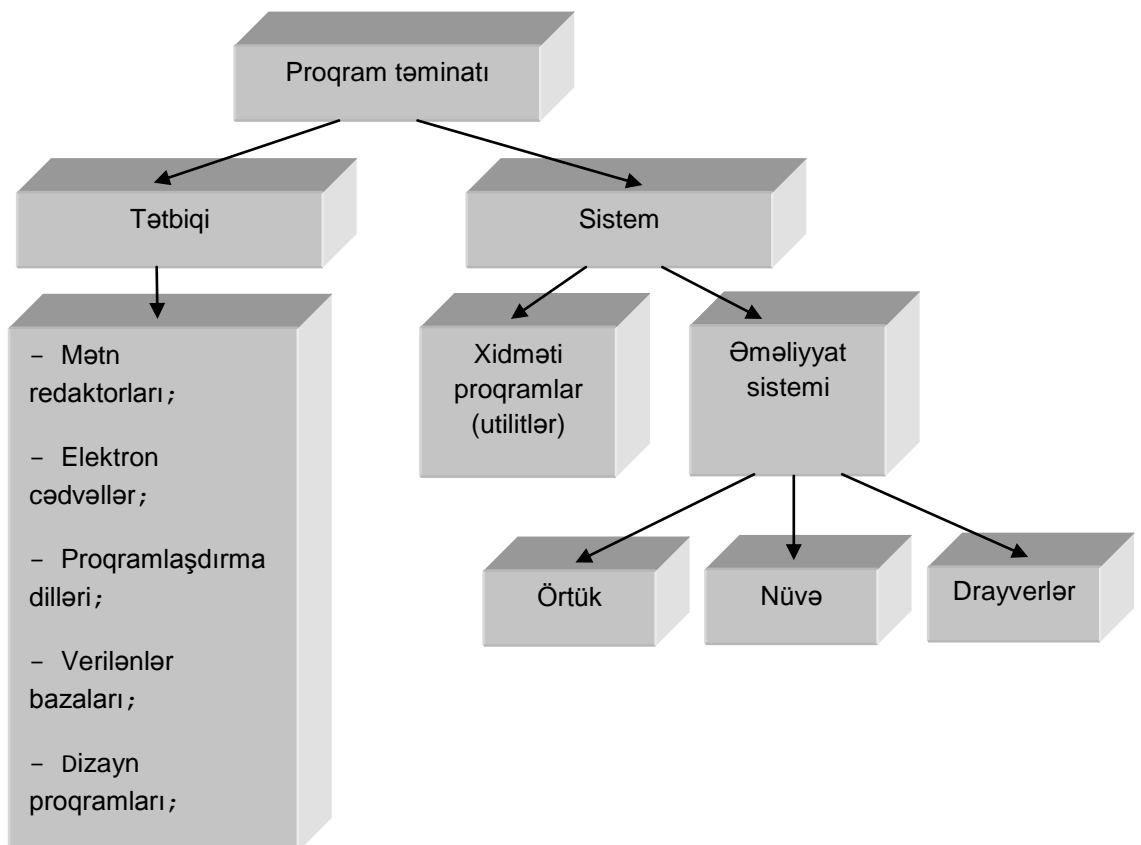 Proqram təminatı
Tətbiqi
Sistem
– Mətn
redaktorları;
– Elektron
cədvəllər;
– Proqramlaşdırma
dilləri;
– Verilənlər
bazaları;
– Dizayn
proqramları;
Xidməti
proqramlar
(utilitlər)
Əməliyyat
sistemi
Örtük
Nüvə
Drayverlər